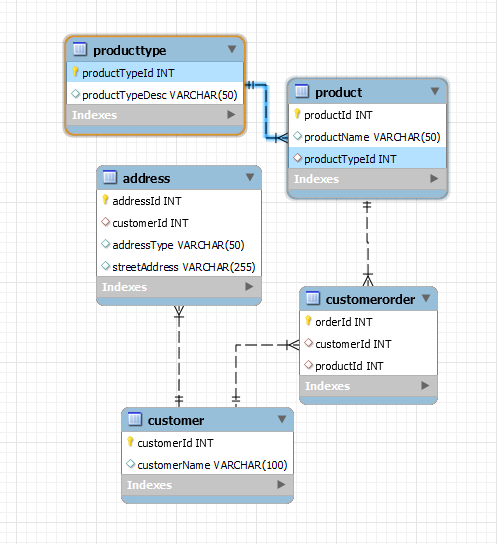 producttype
productTypeId INT
productTypeDesc VARCHAR(50)
Indexes
product
productId INT
productName VARCHAR(50)
productTypeId INT
Indexes
address
addressId INT
customerId INT
addressType VARCHAR(50)
streetAddress VARCHAR(255)
Indexes
customerorder
orderId INT
customerId INT
productId INT
Indexes
customer
customerId INT
customerName VARCHAR(100)
Indexes